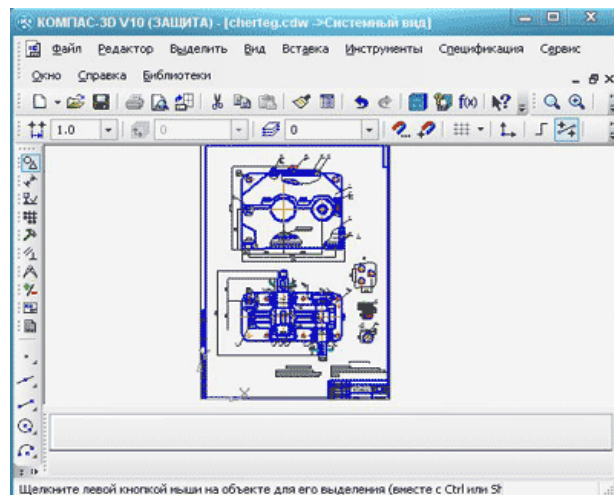 КОМПАС-3D V10 (ЗАЩИТА) - [cherteg.cdw ->Системный вид]
Файл Редактор Выделить Вид Вставка Инструменты Спецификация Сервис
Окно Справка Библиотеки
f(x)
1.0 0 0
Щелкните левой кнопкой мыши на объекте для его выделения (вместе с Ctrl или Sh